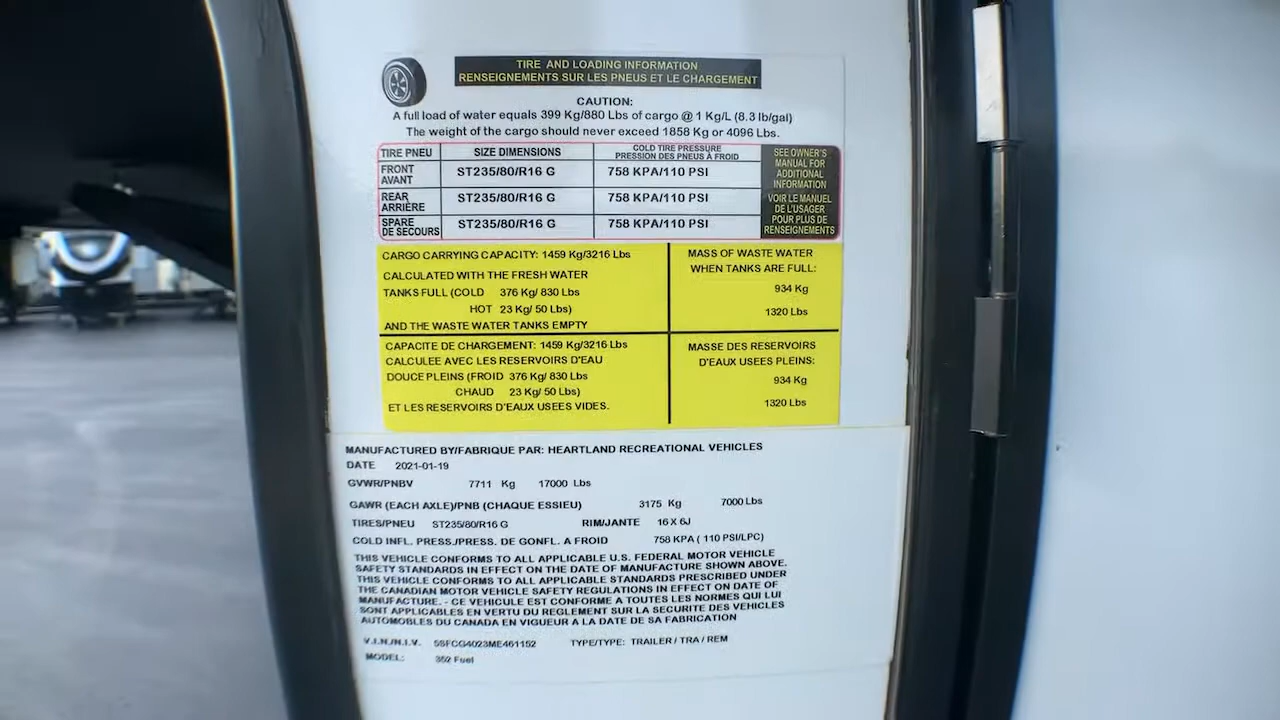 TIRE AND LOADING INFORMATION
RENSEIGNEMENTS SUR LES PNEUS ET LE CHARGEMENT
CAUTION:
A full load of water equals 399 Kg/880 Lbs of cargo @ 1 Kg/L (8.3 lb/gal)
The weight of the cargo should never exceed 1858 Kg or 4096 Lbs.
TIRE PNEU SIZE DIMENSIONS COLD TIRE PRESSURE
PRESSION DES PNEUS À FROID
FRONT
AVANT ST235/80/R16 G 758 KPA/110 PSI
REAR
ARRIÈRE ST235/80/R16 G 758 KPA/110 PSI
SPARE
DE SECOURS ST235/80/R16 G 758 KPA/110 PSI
SEE OWNER'S
MANUAL FOR
ADDITIONAL
INFORMATION
VOIR LE MANUEL
DE L'USAGER
POUR PLUS DE
RENSEIGNEMENTS
CARGO CARRYING CAPACITY: 1459 Kg/3216 Lbs
CALCULATED WITH THE FRESH WATER
TANKS FULL (COLD 376 Kg/ 830 Lbs
HOT 23 Kg/ 50 Lbs)
AND THE WASTE WATER TANKS EMPTY
MASS OF WASTE WATER
WHEN TANKS ARE FULL:
934 Kg
1320 Lbs
CAPACITE DE CHARGEMENT: 1459 Kg/3216 Lbs
CALCULEE AVEC LES RESERVOIRS D'EAU
DOUCE PLEINS (FROID 376 Kg/ 830 Lbs
CHAUD 23 Kg/ 50 Lbs)
ET LES RESERVOIRS D'EAUX USEES VIDES.
MASSE DES RESERVOIRS
D'EAUX USEES PLEINS:
934 Kg
1320 Lbs
MANUFACTURED BY/FABRIQUE PAR: HEARTLAND RECREATIONAL VEHICLES
DATE 2021-01-19
GVWR/PNBV 7711 Kg 17000 Lbs
GAWR (EACH AXLE)/PNB (CHAQUE ESSIEU) 3175 Kg 7000 Lbs
TIRES/PNEU ST235/80/R16 G RIM/JANTE 16 X 6J
COLD INFL. PRESS./PRESS. DE GONFL. A FROID 758 KPA ( 110 PSI/LPC)
THIS VEHICLE CONFORMS TO ALL APPLICABLE U.S. FEDERAL MOTOR VEHICLE
SAFETY STANDARDS IN EFFECT ON THE DATE OF MANUFACTURE SHOWN ABOVE.
THIS VEHICLE CONFORMS TO ALL APPLICABLE STANDARDS PRESCRIBED UNDER
THE CANADIAN MOTOR VEHICLE SAFETY REGULATIONS IN EFFECT ON DATE OF
MANUFACTURE. - CE VEHICULE EST CONFORME A TOUTES LES NORMES QUI LUI
SONT APPLICABLES EN VERTU DU REGLEMENT SUR LA SECURITE DES VEHICLES
AUTOMOBILES DU CANADA EN VIGUEUR A LA DATE DE SA FABRICATION
V.I.N./N.I.V. 5SFCG4023ME461152 TYPE/TYPE: TRAILER / TRA / REM
MODEL: 352 Fuel